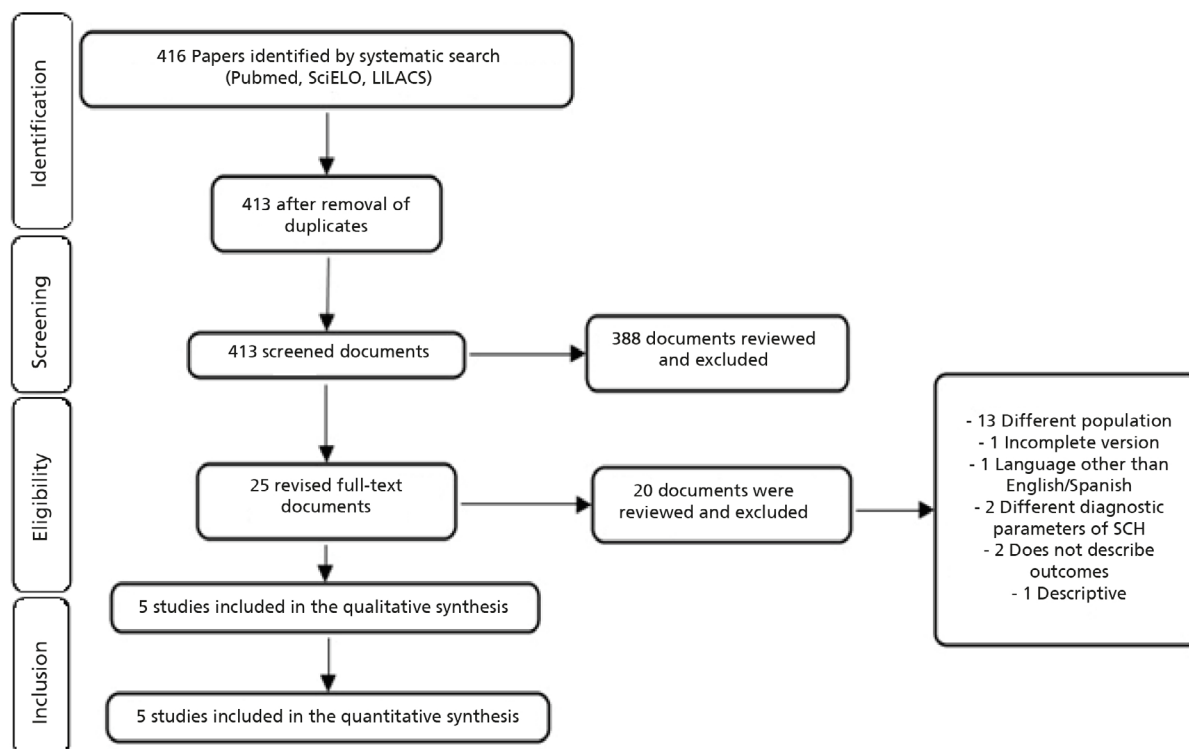 Identification
416 Papers identified by systematic search
(Pubmed, SciELO, LILACS)
413 after removal of
duplicates
Screening
413 screened documents
388 documents reviewed
and excluded
Eligibility
25 revised full-text
documents
20 documents were
reviewed and excluded
- 13 Different population
- 1 Incomplete version
- 1 Language other than
English/Spanish
- 2 Different diagnostic
parameters of SCH
- 2 Does not describe
outcomes
- 1 Descriptive
5 studies included in the qualitative synthesis
Inclusion
5 studies included in the quantitative synthesis